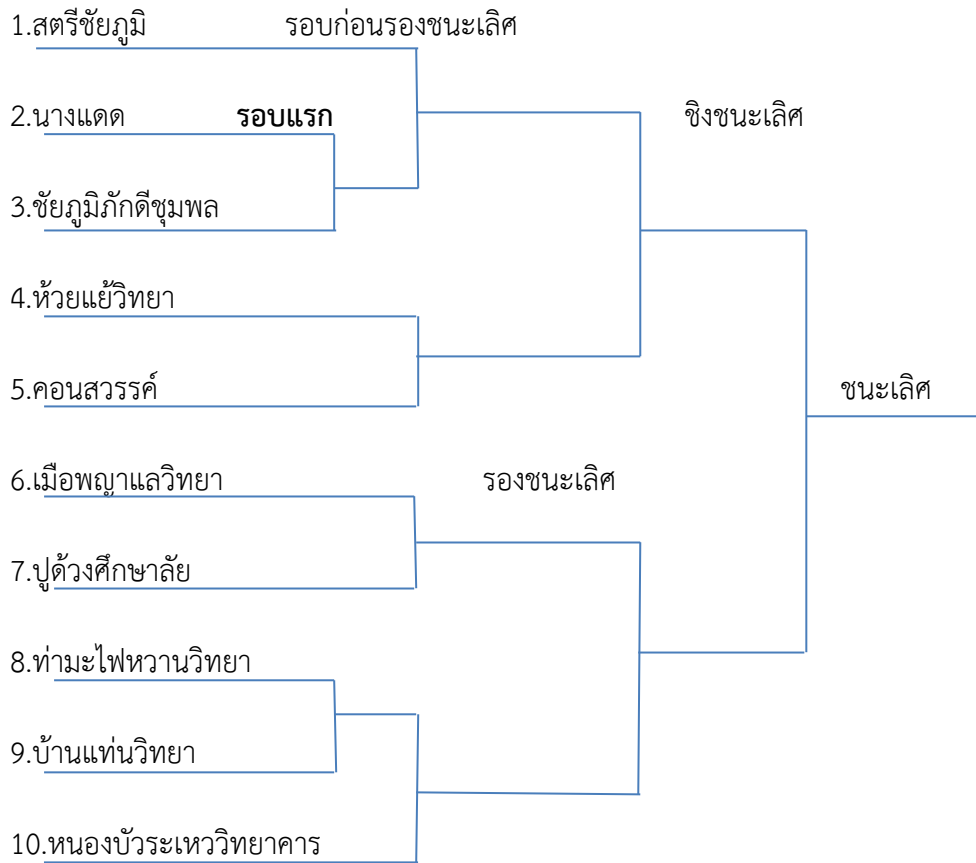 1.สตรีชัยภูมิ รอบก่อนรองชนะเลิศ
2.นางแดด รอบแรก ชิงชนะเลิศ
3.ชัยภูมิภักดีชุมพล
4.ห้วยแย้วิทยา
5.คอนสวรรค์ ชนะเลิศ
6.เมือพญาแลวิทยา รองชนะเลิศ
7.ปูด้วงศึกษาลัย
8.ท่ามะไฟหวานวิทยา
9.บ้านแท่นวิทยา
10.หนองบัวระเหววิทยาคาร